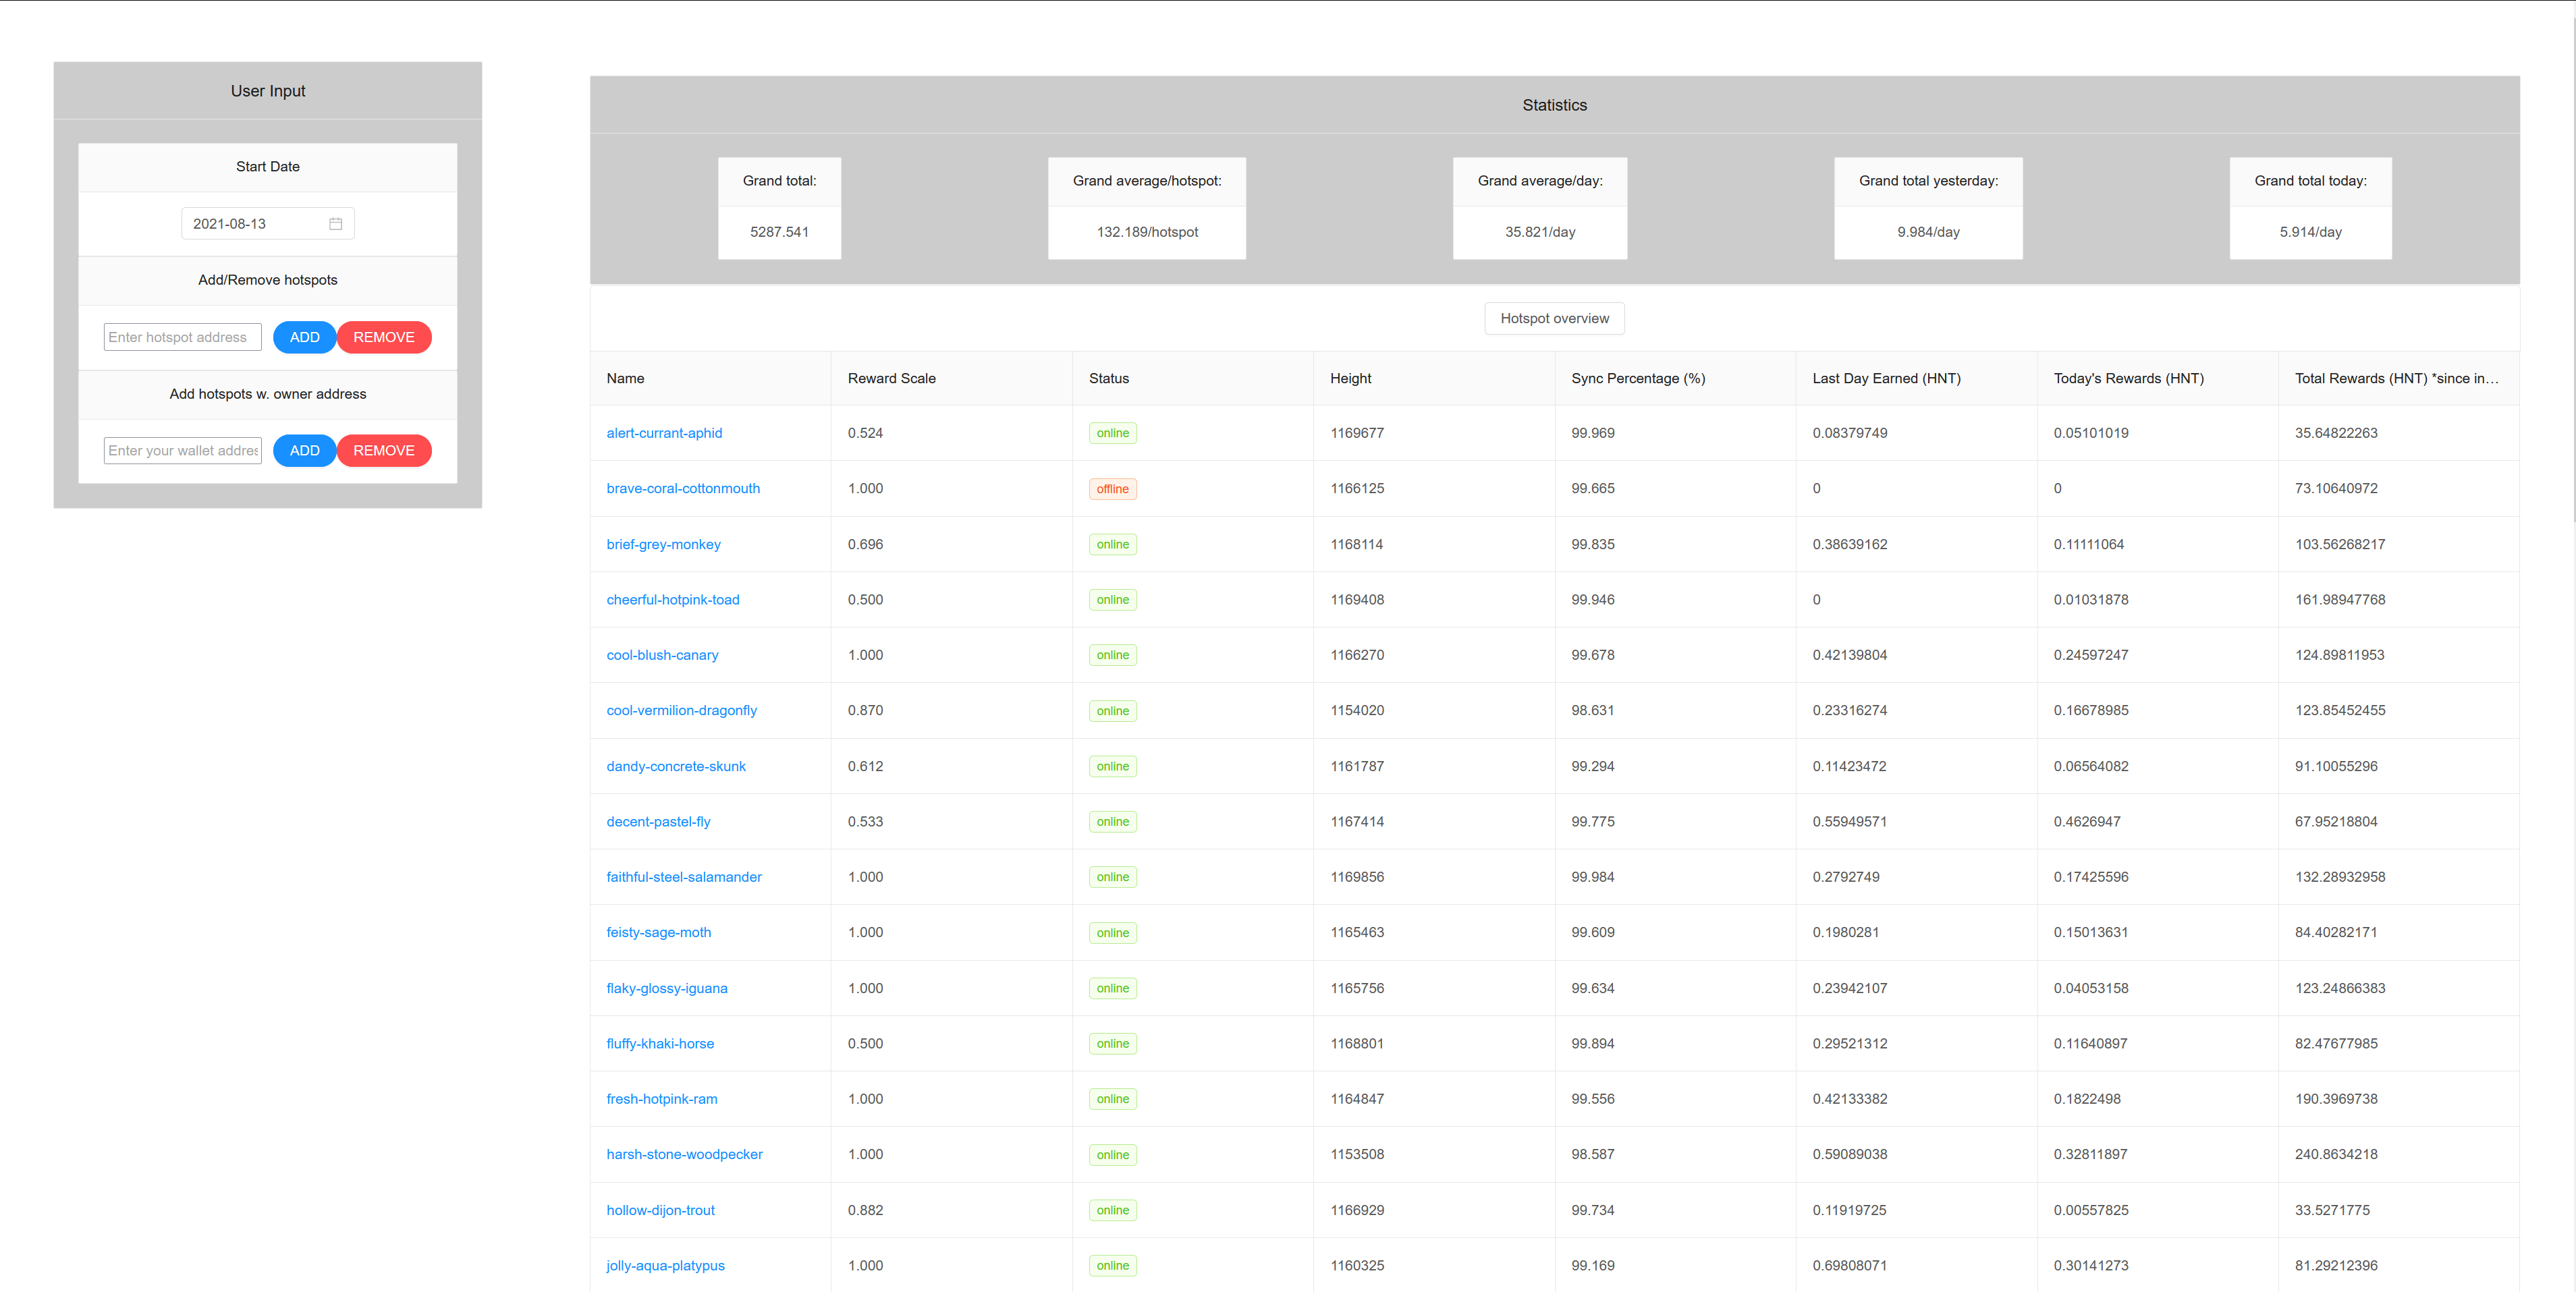 User Input
Start Date
2021-08-13
Add/Remove hotspots
Enter hotspot address ADD REMOVE
Add hotspots w. owner address
Enter your wallet addres ADD REMOVE
Statistics
Grand total: Grand average/hotspot: Grand average/day: Grand total yesterday: Grand total today:
5287.541 132.189/hotspot 35.821/day 9.984/day 5.914/day
Hotspot overview
Name Reward Scale Status Height Sync Percentage (%) Last Day Earned (HNT) Today's Rewards (HNT) Total Rewards (HNT) *since in…
alert-currant-aphid 0.524 online 1169677 99.969 0.08379749 0.05101019 35.64822263
brave-coral-cottonmouth 1.000 offline 1166125 99.665 0 0 73.10640972
brief-grey-monkey 0.696 online 1168114 99.835 0.38639162 0.11111064 103.56268217
cheerful-hotpink-toad 0.500 online 1169408 99.946 0 0.01031878 161.98947768
cool-blush-canary 1.000 online 1166270 99.678 0.42139804 0.24597247 124.89811953
cool-vermilion-dragonfly 0.870 online 1154020 98.631 0.23316274 0.16678985 123.85452455
dandy-concrete-skunk 0.612 online 1161787 99.294 0.11423472 0.06564082 91.10055296
decent-pastel-fly 0.533 online 1167414 99.775 0.55949571 0.4626947 67.95218804
faithful-steel-salamander 1.000 online 1169856 99.984 0.2792749 0.17425596 132.28932958
feisty-sage-moth 1.000 online 1165463 99.609 0.1980281 0.15013631 84.40282171
flaky-glossy-iguana 1.000 online 1165756 99.634 0.23942107 0.04053158 123.24866383
fluffy-khaki-horse 0.500 online 1168801 99.894 0.29521312 0.11640897 82.47677985
fresh-hotpink-ram 1.000 online 1164847 99.556 0.42133382 0.1822498 190.3969738
harsh-stone-woodpecker 1.000 online 1153508 98.587 0.59089038 0.32811897 240.8634218
hollow-dijon-trout 0.882 online 1166929 99.734 0.11919725 0.00557825 33.5271775
jolly-aqua-platypus 1.000 online 1160325 99.169 0.69808071 0.30141273 81.29212396